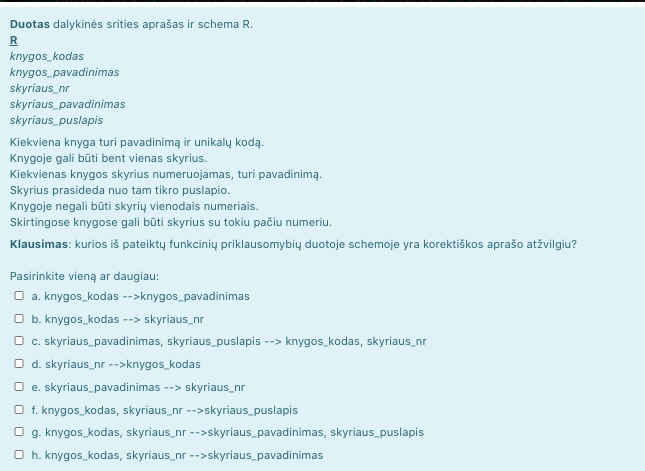 Duotas dalykinės srities aprašas ir schema R.
R
knygos_kodas
knygos_pavadinimas
skyriaus_nr
skyriaus_pavadinimas
skyriaus_puslapis
Kiekviena knyga turi pavadinimą ir unikalų kodą.
Knygoje gali būti bent vienas skyrius.
Kiekvienas knygos skyrius numeruojamas, turi pavadinimą.
Skyrius prasideda nuo tam tikro puslapio.
Knygoje negali būti skyrių vienodais numeriais.
Skirtingose knygose gali būti skyrius su tokiu pačiu numeriu.
Klausimas: kurios iš pateiktų funkcinių priklausomybių duotoje schemoje yra korektiškos aprašo atžvilgiu?
Pasirinkite vieną ar daugiau:
a. knygos_kodas -->knygos_pavadinimas
b. knygos_kodas --> skyriaus_nr
c. skyriaus_pavadinimas, skyriaus_puslapis --> knygos_kodas, skyriaus_nr
d. skyriaus_nr -->knygos_kodas
e. skyriaus_pavadinimas --> skyriaus_nr
f. knygos_kodas, skyriaus_nr -->skyriaus_puslapis
g. knygos_kodas, skyriaus_nr -->skyriaus_pavadinimas, skyriaus_puslapis
h. knygos_kodas, skyriaus_nr -->skyriaus_pavadinimas